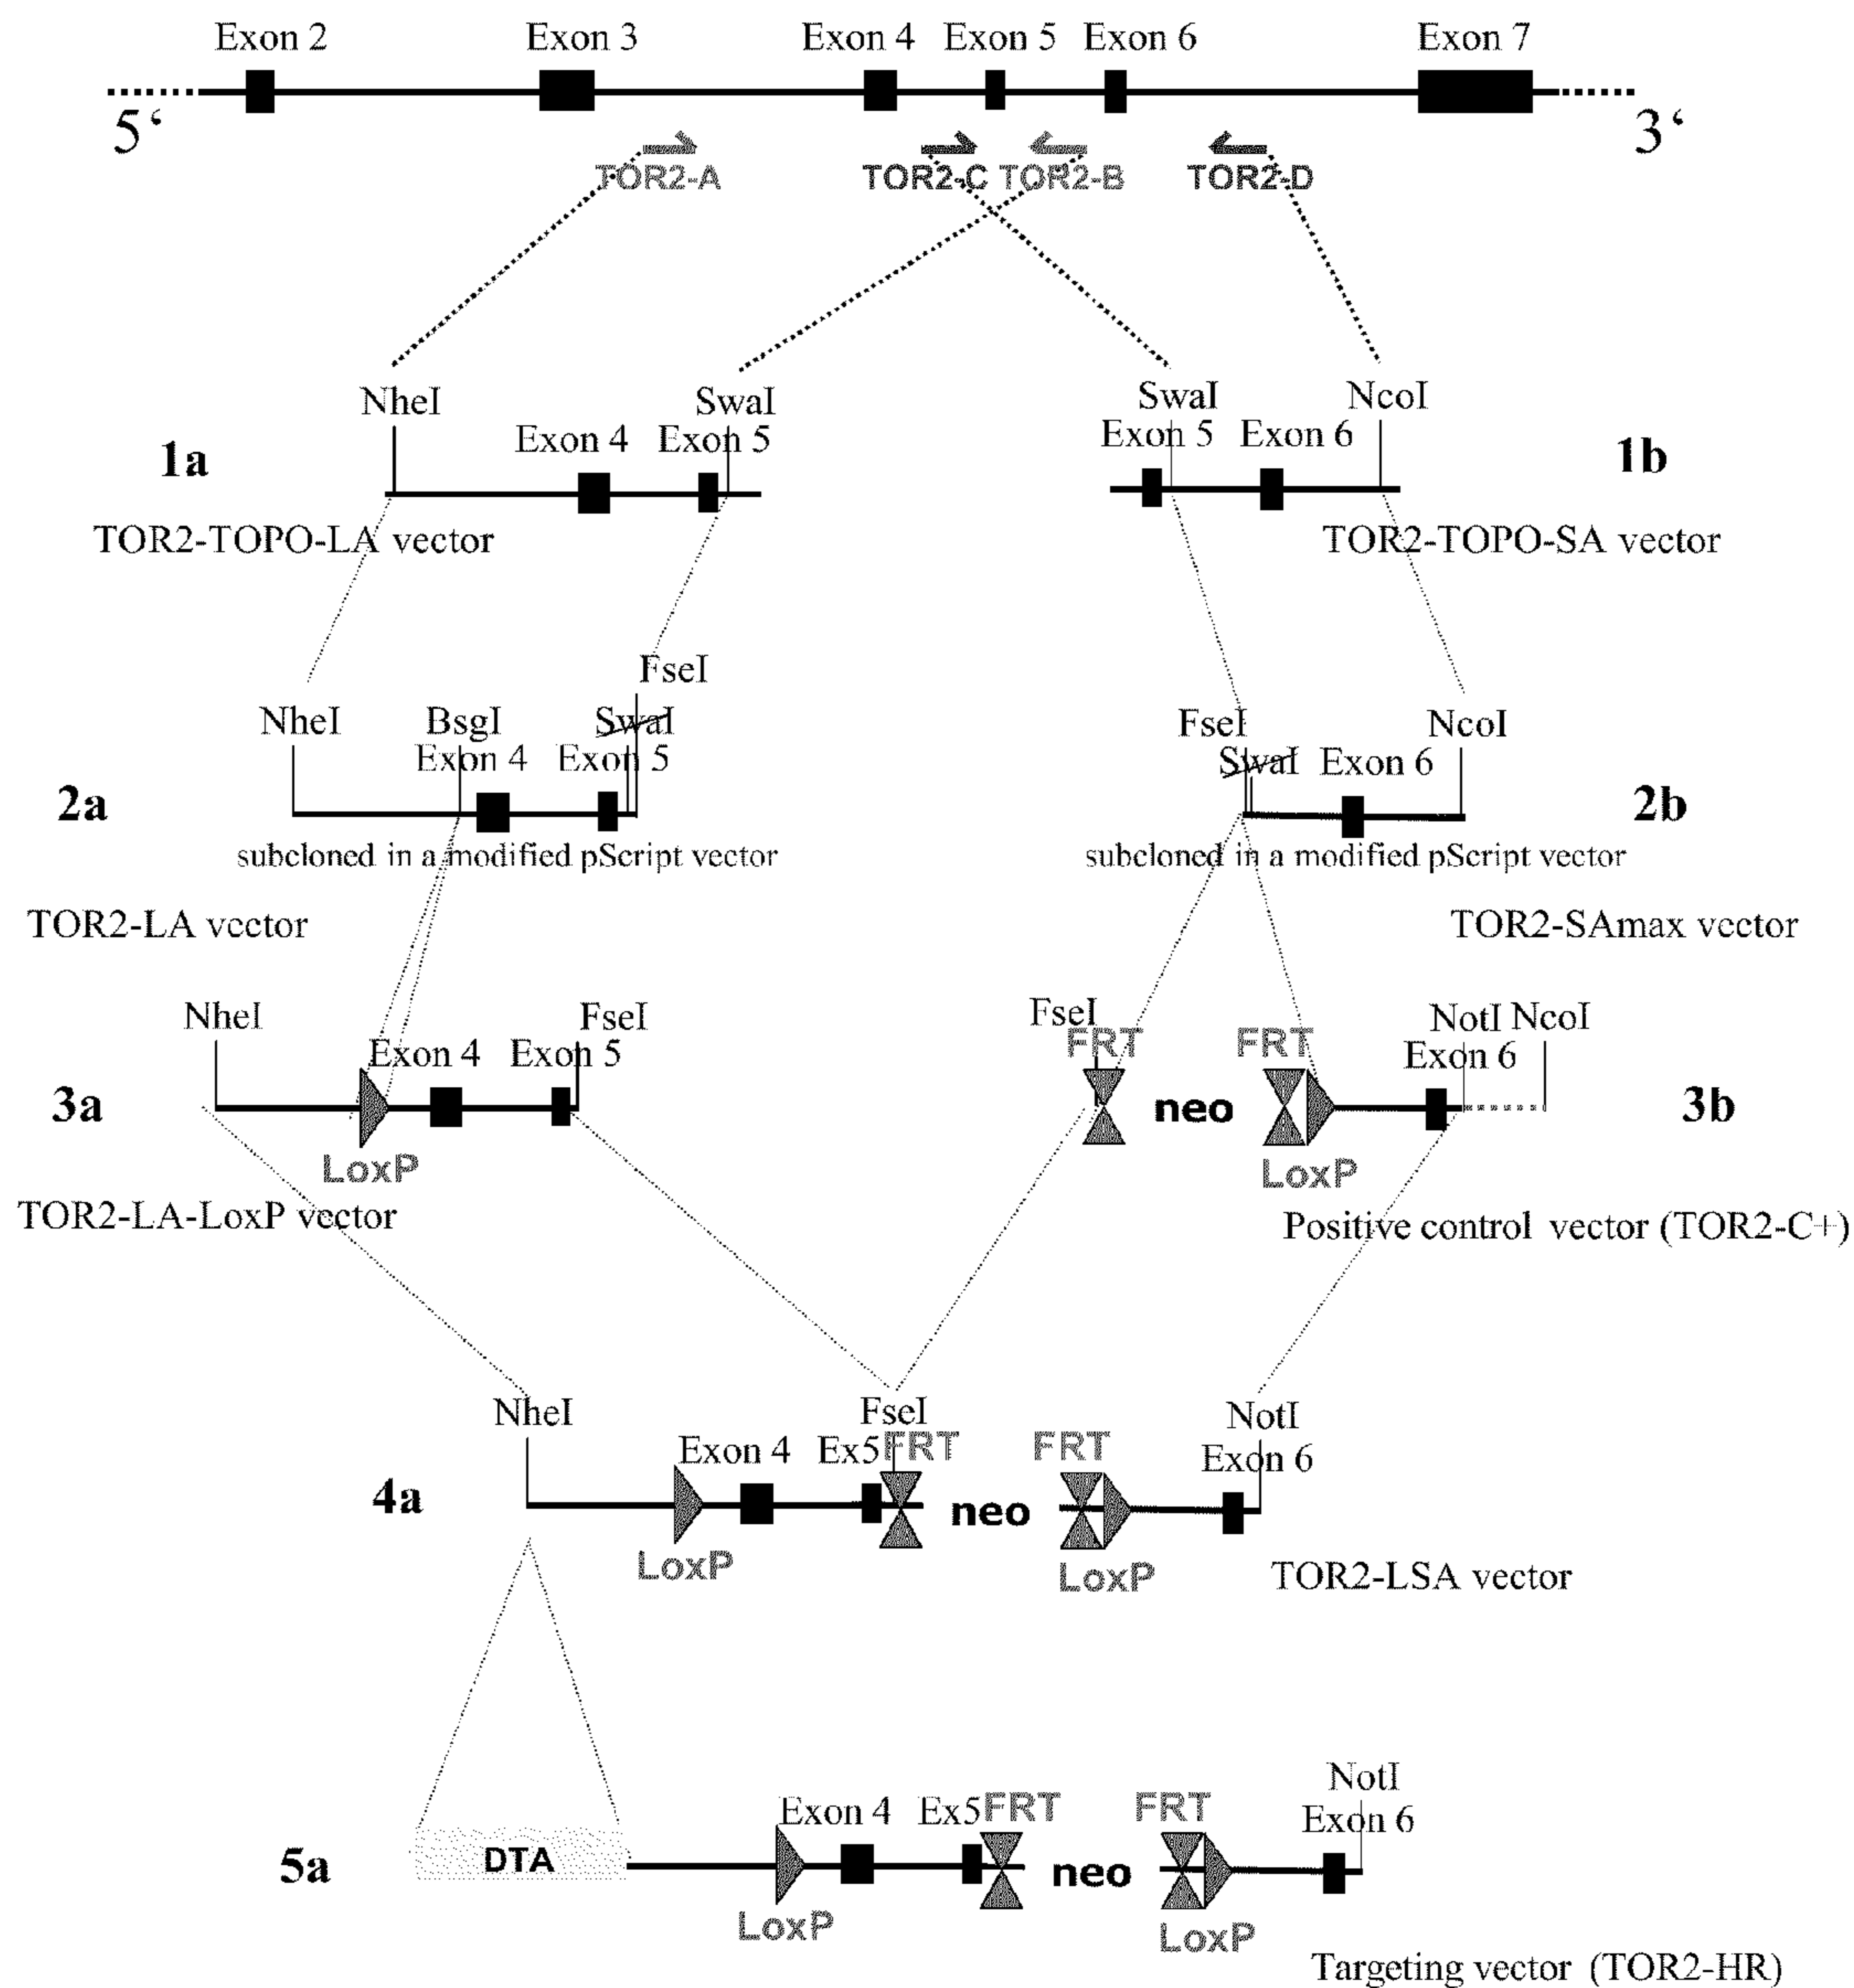 Exon 2 Exon 3 Exon 4 Exon 5 Exon 6 Exon 7
5‘ 3‘
TOR2-A TOR2-C TOR2-B TOR2-D
NheI SwaI SwaI NcoI
Exon 4 Exon 5 Exon 5 Exon 6
1a 1b
TOR2-TOPO-LA vector TOR2-TOPO-SA vector
FseI
NheI BsgI SwaI FseI NcoI
Exon 4 Exon 5 SwaI Exon 6
2a 2b
subcloned in a modified pScript vector subcloned in a modified pScript vector
TOR2-LA vector TOR2-SAmax vector
NheI FseI FseI NotI NcoI
Exon 4 Exon 5 FRT FRT Exon 6
3a neo 3b
LoxP LoxP
TOR2-LA-LoxP vector Positive control vector (TOR2-C+)
NheI FseI NotI
Exon 4 Ex5 FRT FRT Exon 6
4a neo
LoxP LoxP
TOR2-LSA vector
NotI
Exon 4 Ex5 FRT FRT Exon 6
5a DTA neo
LoxP LoxP
Targeting vector (TOR2-HR)